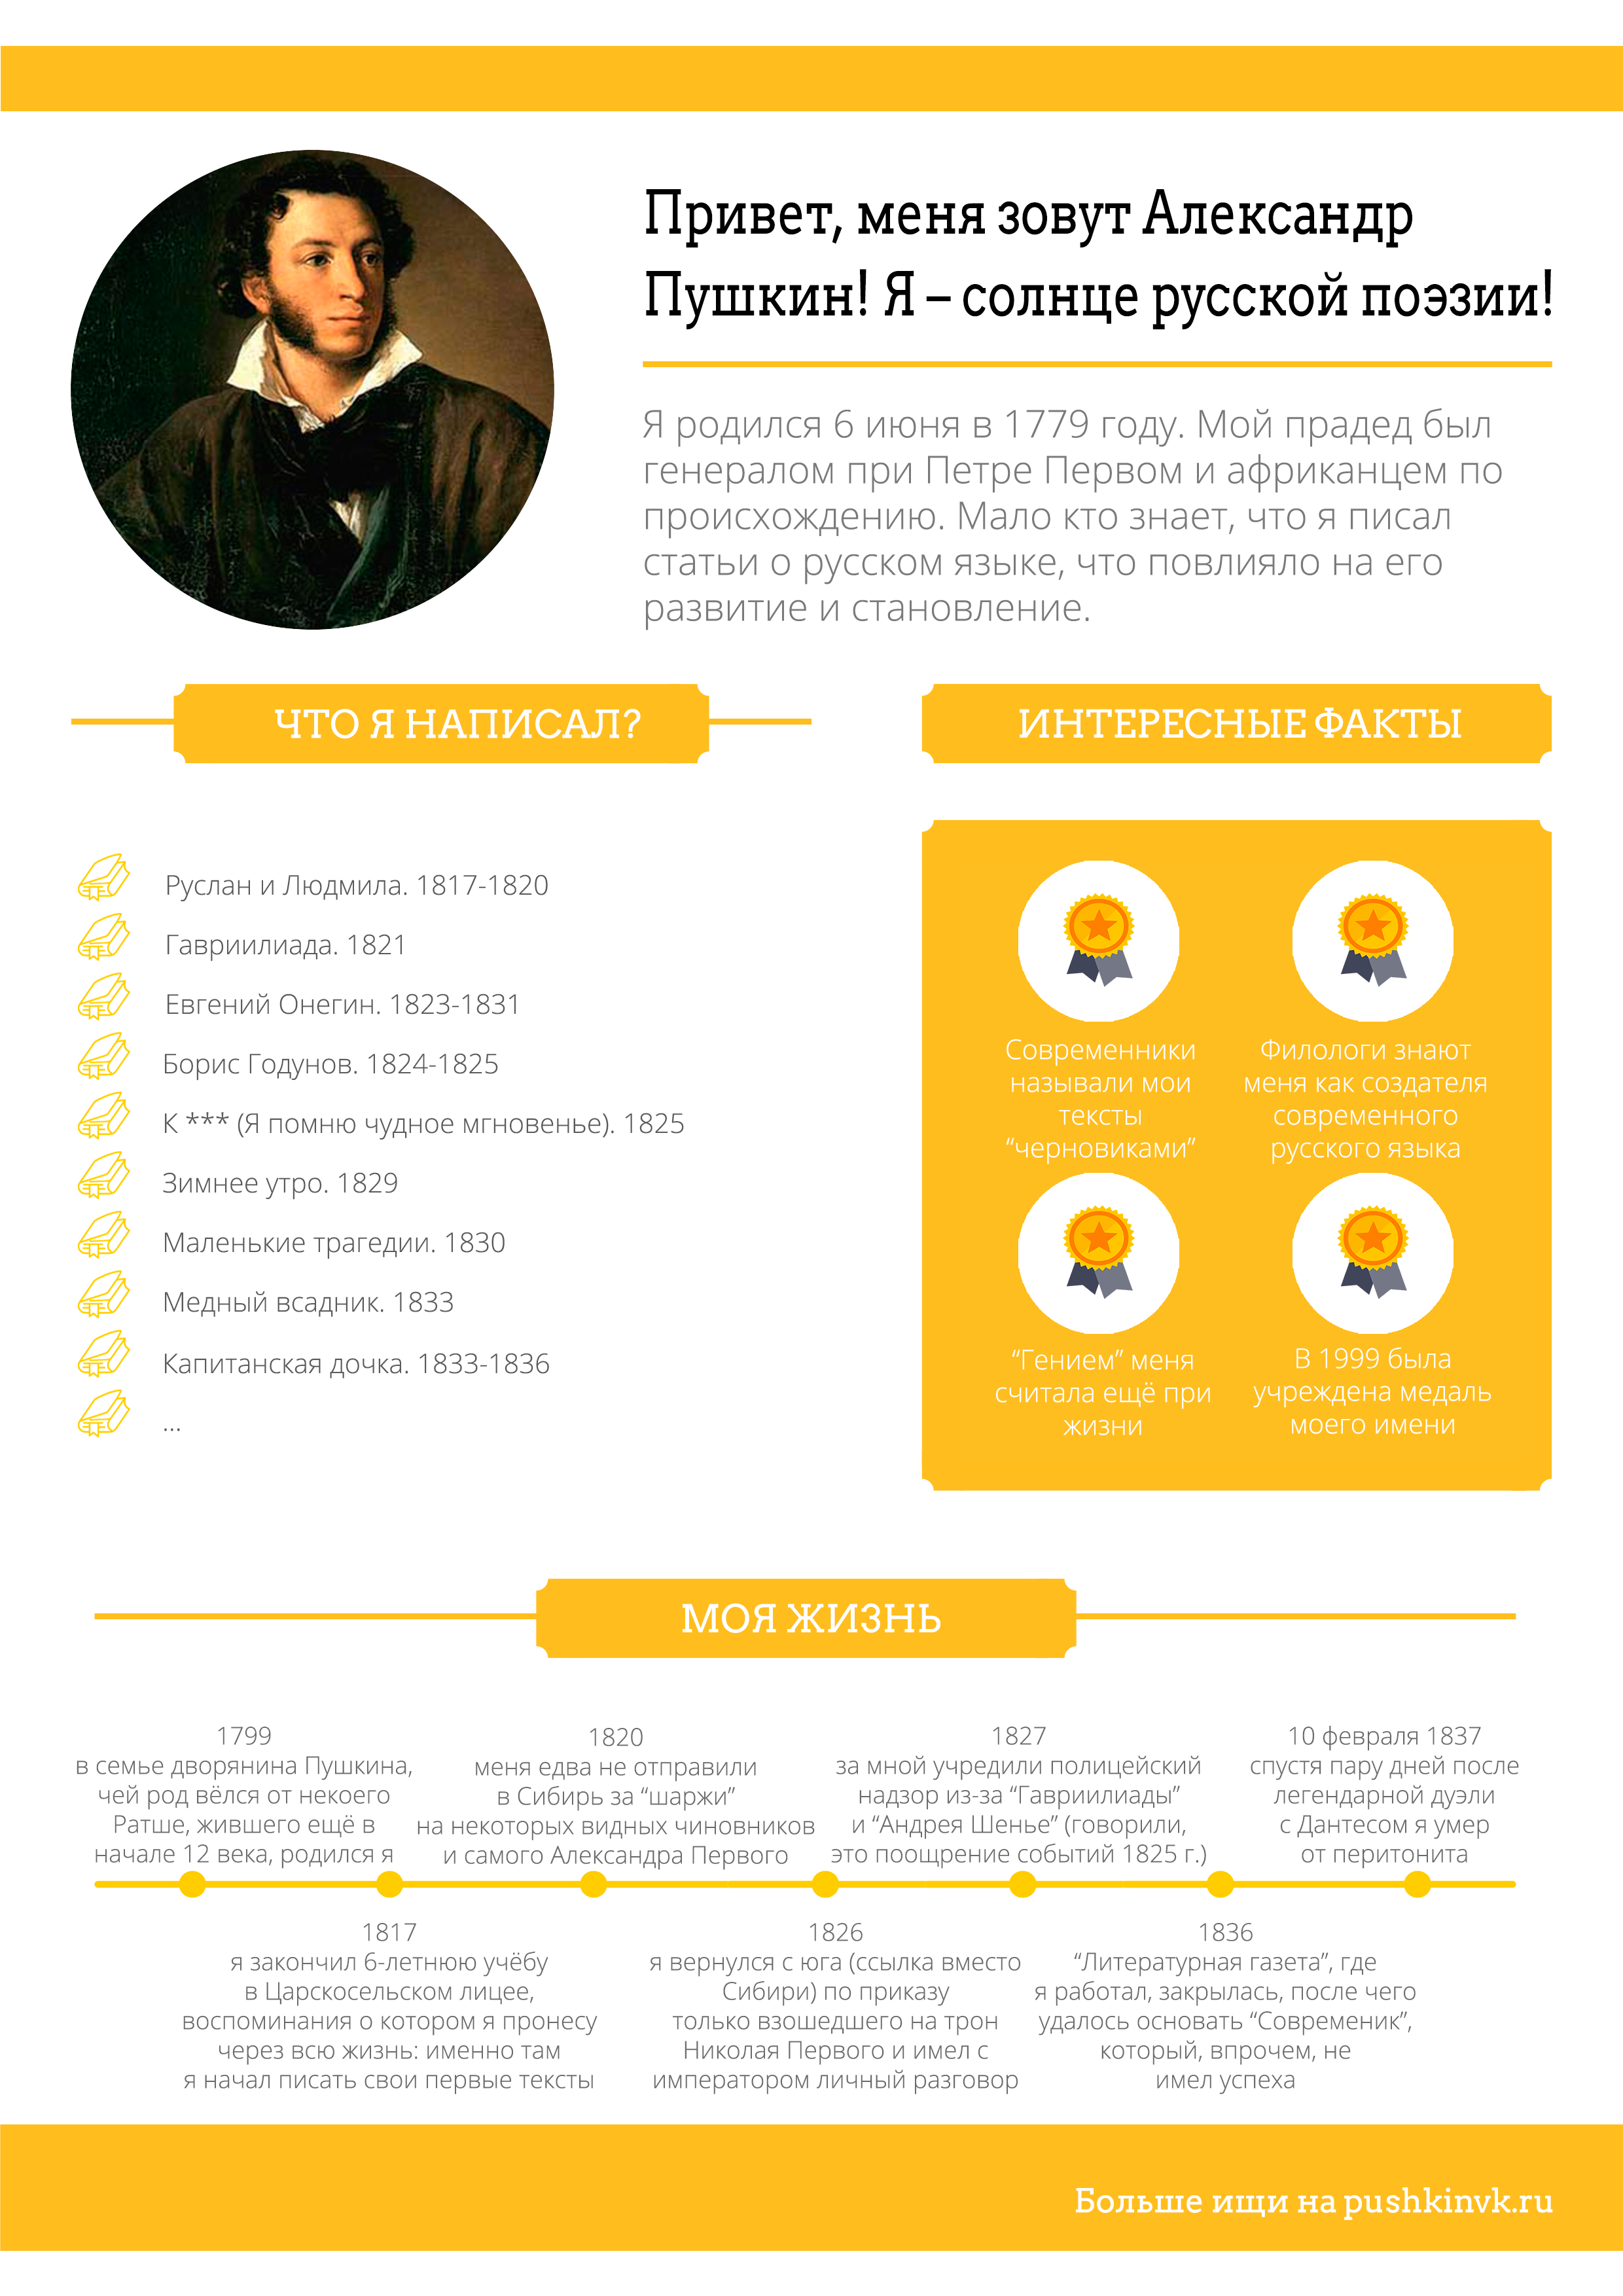 Привет, меня зовут Александр
Пушкин! Я – солнце русской поэзии!
Я родился 6 июня в 1779 году. Мой прадед был
генералом при Петре Первом и африканцем по
происхождению. Мало кто знает, что я писал
статьи о русском языке, что повлияло на его
развитие и становление.
ЧТО Я НАПИСАЛ?
Руслан и Людмила. 1817-1820
Гавриилиада. 1821
Евгений Онегин. 1823-1831
Борис Годунов. 1824-1825
К *** (Я помню чудное мгновенье). 1825
Зимнее утро. 1829
Маленькие трагедии. 1830
Медный всадник. 1833
Капитанская дочка. 1833-1836
...
ИНТЕРЕСНЫЕ ФАКТЫ
Современники
называли мои
тексты
“черновиками”
Филологи знают
меня как создателя
современного
русского языка
“Гением” меня
считала ещё при
жизни
В 1999 была
учреждена медаль
моего имени
МОЯ ЖИЗНЬ
1799
в семье дворянина Пушкина,
чей род вёлся от некоего
Ратше, жившего ещё в
начале 12 века, родился я
1817
я закончил 6-летнюю учёбу
в Царскосельском лицее,
воспоминания о котором я пронесу
через всю жизнь: именно там
я начал писать свои первые тексты
1820
меня едва не отправили
в Сибирь за “шаржи”
на некоторых видных чиновников
и самого Александра Первого
1826
я вернулся с юга (ссылка вместо
Сибири) по приказу
только взошедшего на трон
Николая Первого и имел с
императором личный разговор
1827
за мной учредили полицейский
надзор из-за “Гавриилиады”
и “Андрея Шенье” (говорили,
это поощрение событий 1825 г.)
1836
“Литературная газета”, где
я работал, закрылась, после чего
удалось основать “Современик”,
который, впрочем, не
имел успеха
10 февраля 1837
спустя пару дней после
легендарной дуэли
с Дантесом я умер
от перитонита
Больше ищи на pushkinvk.ru